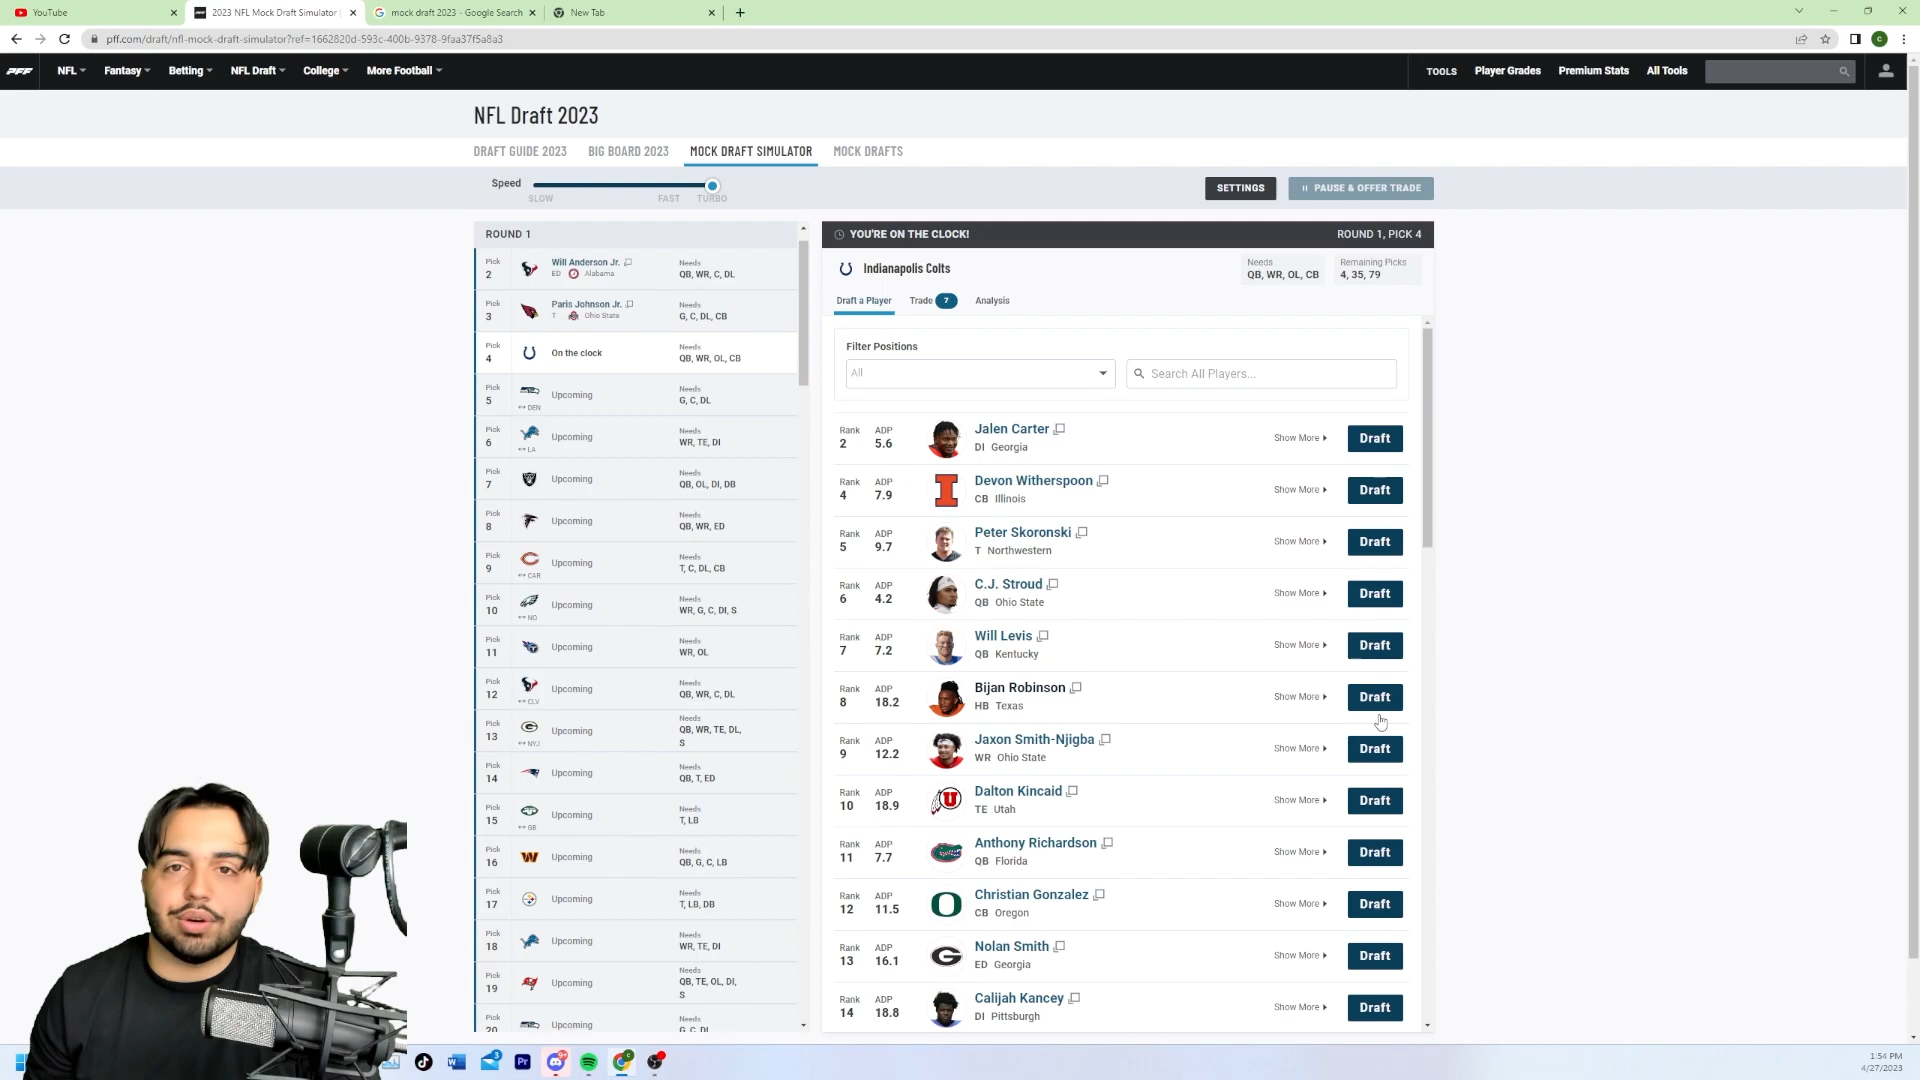 YouTube
2023 NFL Mock Draft Simulator
mock draft 2023 - Google Search
New Tab
pff.com/draft/nfl-mock-draft-simulator?ref=1662820d-593c-400b-9378-9faa37f5a8a3
PFF
NFL
Fantasy
Betting
NFL Draft
College
More Football
TOOLS
Player Grades
Premium Stats
All Tools
NFL Draft 2023
DRAFT GUIDE 2023
BIG BOARD 2023
MOCK DRAFT SIMULATOR
MOCK DRAFTS
Speed
SLOW
FAST
TURBO
SETTINGS
PAUSE & OFFER TRADE
ROUND 1
Pick
2
Will Anderson Jr.
ED Alabama
Needs
QB, WR, C, DL
Pick
3
Paris Johnson Jr.
T Ohio State
Needs
G, C, DL, CB
Pick
4
On the clock
Needs
QB, WR, OL, CB
Pick
5
DEN
Upcoming
Needs
G, C, DL
Pick
6
LA
Upcoming
Needs
WR, TE, DI
Pick
7
Upcoming
Needs
QB, OL, DI, DB
Pick
8
Upcoming
Needs
QB, WR, ED
Pick
9
CAR
Upcoming
Needs
T, C, DL, CB
Pick
10
NO
Upcoming
Needs
WR, G, C, DI, S
Pick
11
Upcoming
Needs
WR, OL
Pick
12
CLV
Upcoming
Needs
QB, WR, C, DL
Pick
13
NYJ
Upcoming
Needs
QB, WR, TE, DL,
S
Pick
14
Upcoming
Needs
QB, T, ED
Pick
15
GB
Upcoming
Needs
T, LB
Pick
16
Upcoming
Needs
QB, G, C, LB
Pick
17
Upcoming
Needs
T, LB, DB
Pick
18
Upcoming
Needs
WR, TE, DI
Pick
19
Upcoming
Needs
QB, TE, OL, DI,
S
Pick
20
Upcoming
Needs
G, C, DL
YOU'RE ON THE CLOCK!
ROUND 1, PICK 4
Indianapolis Colts
Needs
QB, WR, OL, CB
Remaining Picks
4, 35, 79
Draft a Player
Trade 7
Analysis
Filter Positions
All
Search All Players...
Rank ADP
2 5.6
Jalen Carter
DI Georgia
Show More
Draft
Rank ADP
4 7.9
Devon Witherspoon
CB Illinois
Show More
Draft
Rank ADP
5 9.7
Peter Skoronski
T Northwestern
Show More
Draft
Rank ADP
6 4.2
C.J. Stroud
QB Ohio State
Show More
Draft
Rank ADP
7 7.2
Will Levis
QB Kentucky
Show More
Draft
Rank ADP
8 18.2
Bijan Robinson
HB Texas
Show More
Draft
Rank ADP
9 12.2
Jaxon Smith-Njigba
WR Ohio State
Show More
Draft
Rank ADP
10 18.9
Dalton Kincaid
TE Utah
Show More
Draft
Rank ADP
11 7.7
Anthony Richardson
QB Florida
Show More
Draft
Rank ADP
12 11.5
Christian Gonzalez
CB Oregon
Show More
Draft
Rank ADP
13 16.1
Nolan Smith
ED Georgia
Show More
Draft
Rank ADP
14 18.8
Calijah Kancey
DI Pittsburgh
Show More
Draft
1:54 PM
4/27/2023